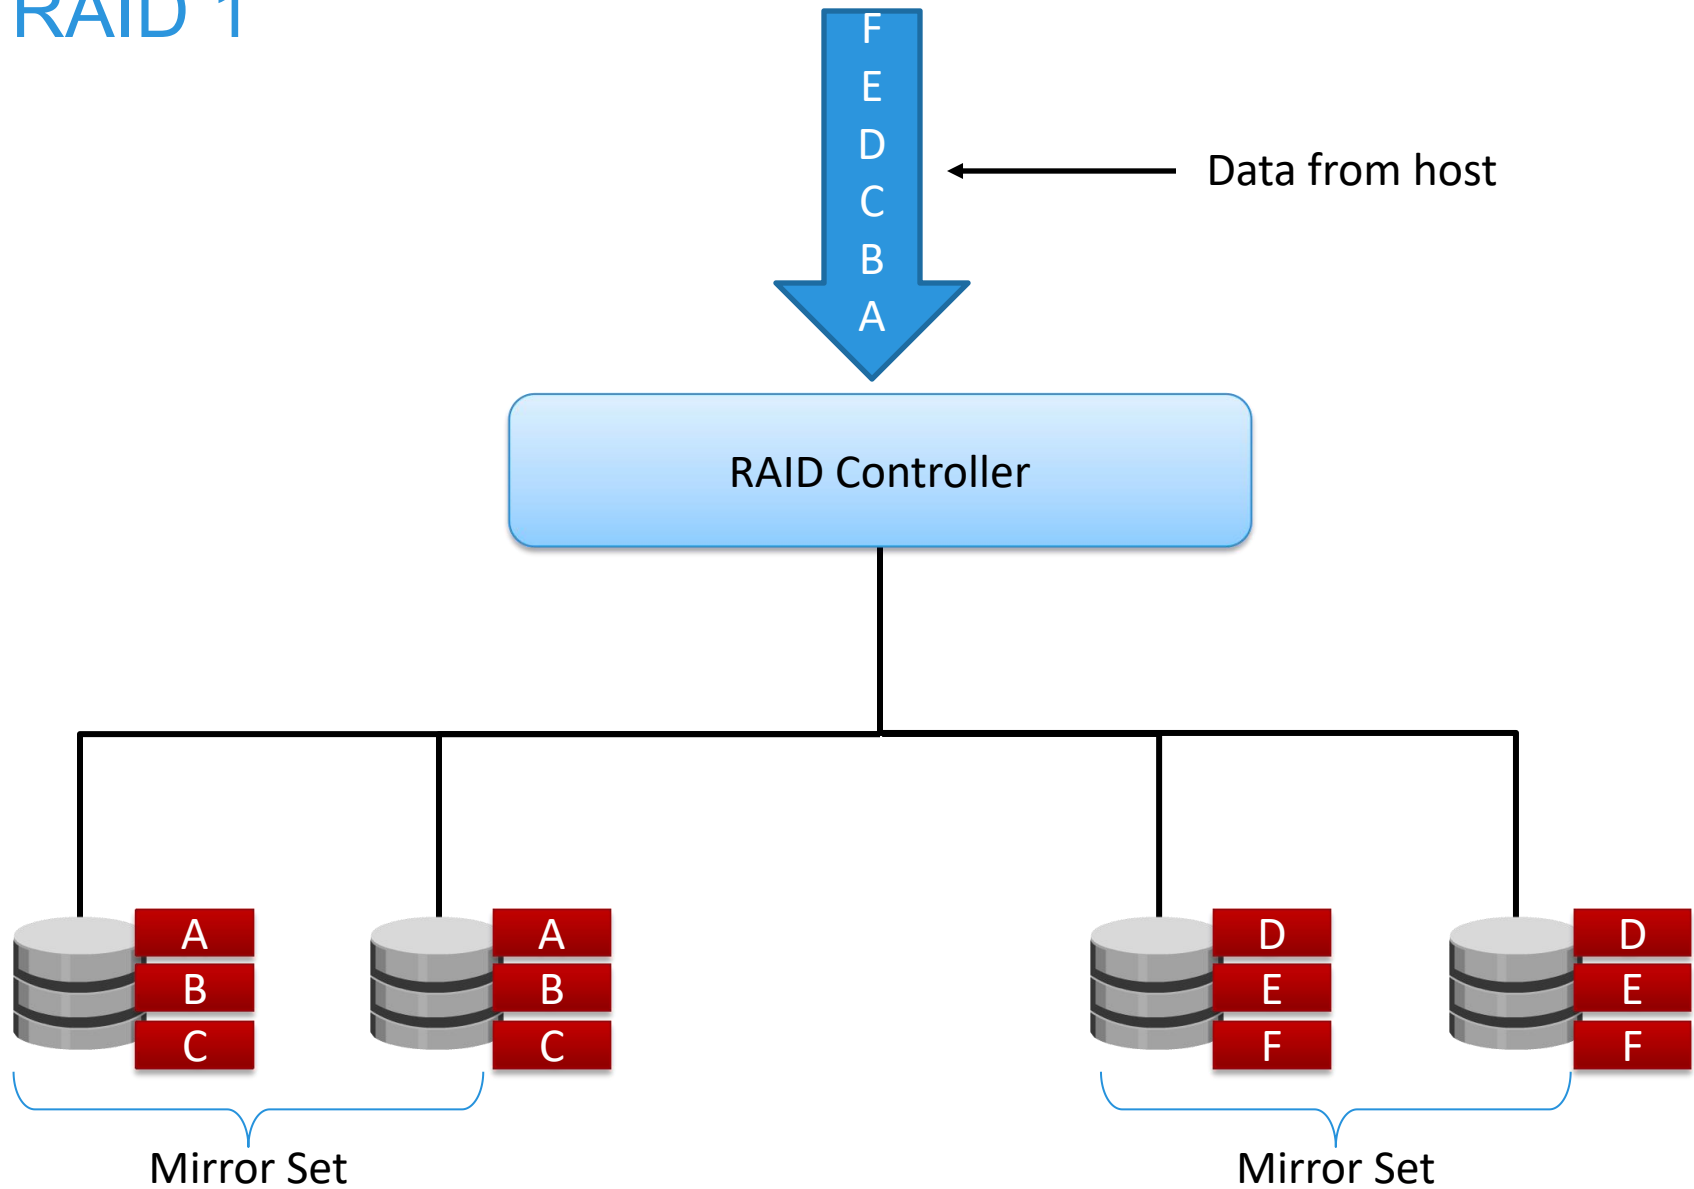 RAID 1
F
E
D
C
B
A
Data from host
RAID Controller
A
B
C
A
B
C
D
E
F
D
E
F
Mirror Set
Mirror Set